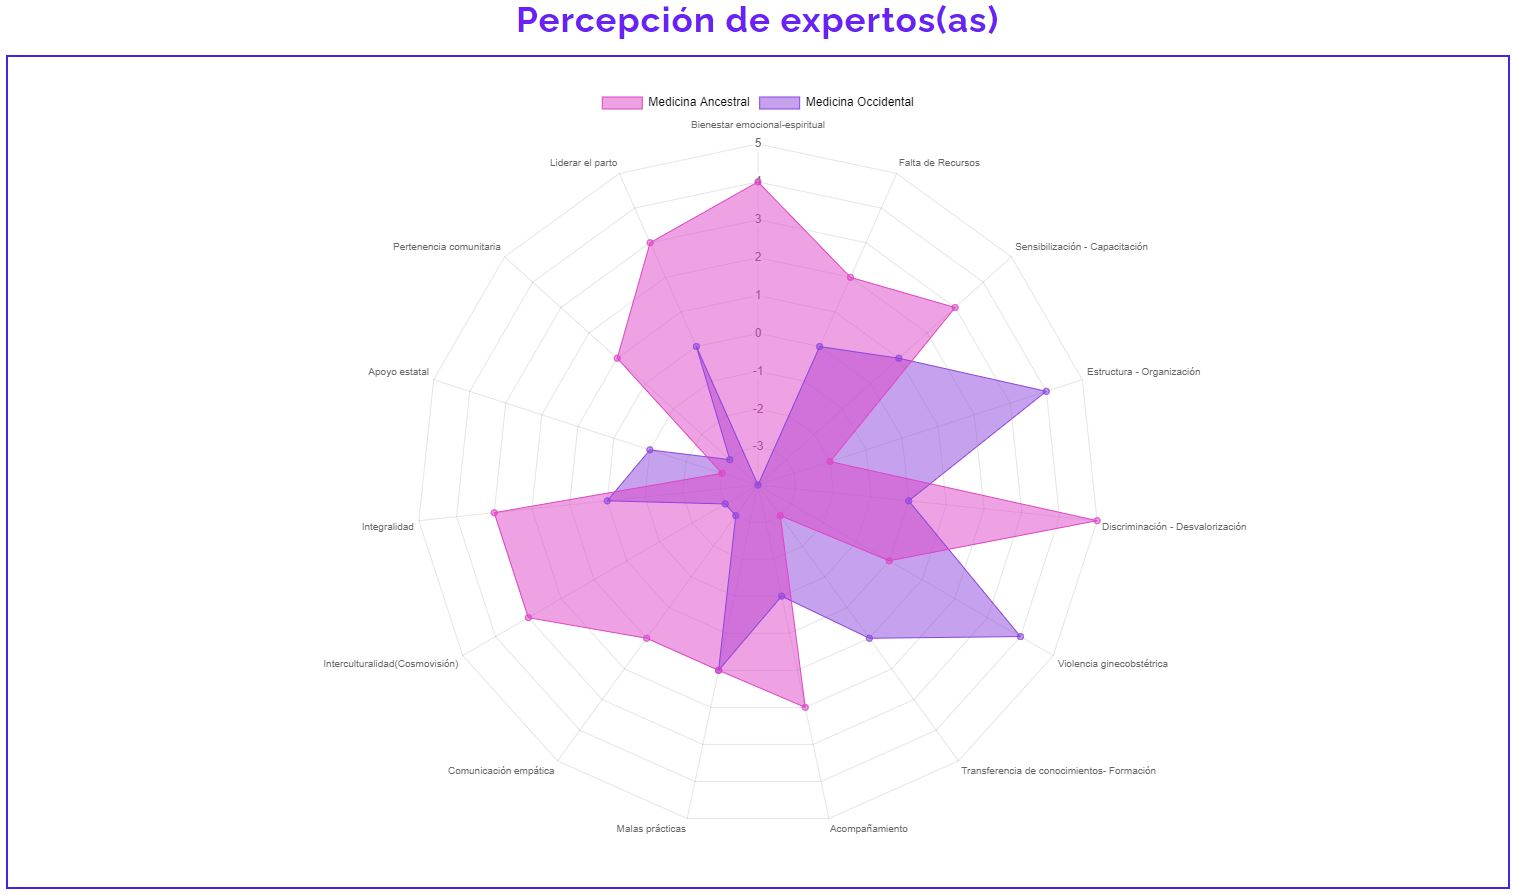 Percepción de expertos(as)
Medicina Ancestral
Medicina Occidental
Bienestar emocional-espiritual
Liderar el parto
5
Falta de Recursos
4
3
Pertenencia comunitaria
Sensibilización - Capacitación
2
1
0
Apoyo estatal
-1
Estructura - Organización
-2
-3
Integralidad
Discriminación - Desvalorización
Interculturalidad(Cosmovisión)
Violencia ginecobstétrica
Comunicación empática
Transferencia de conocimientos- Formación
Malas prácticas
Acompañamiento